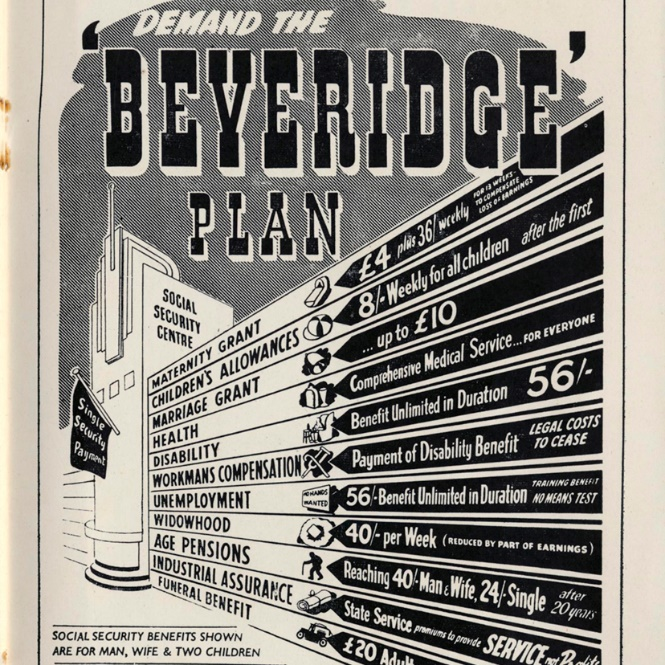 DEMAND THE
'BEVERIDGE'
PLAN
SOCIAL
SECURITY
CENTRE
Single
Security
Payment
MATERNITY GRANT
£4 plus 36/- weekly FOR 13 WEEKS - TO COMPENSATE LOSS OF EARNINGS
CHILDREN'S ALLOWANCES
8/- Weekly for all children after the first
MARRIAGE GRANT
... up to £10
HEALTH
Comprehensive Medical Service... FOR EVERYONE
DISABILITY
Benefit Unlimited in Duration 56/-
WORKMANS COMPENSATION
Payment of Disability Benefit LEGAL COSTS TO CEASE
UNEMPLOYMENT
NO HANDS WANTED
56/- Benefit Unlimited in Duration TRAINING BENEFIT NO MEANS TEST
WIDOWHOOD
40/- per Week (REDUCED BY PART OF EARNINGS)
AGE PENSIONS
Reaching 40/- Man & Wife, 24/- Single after 20 years
INDUSTRIAL ASSURANCE
State Service premiums to provide SERVICE not
FUNERAL BENEFIT
£20 Adult
SOCIAL SECURITY BENEFITS SHOWN
ARE FOR MAN, WIFE & TWO CHILDREN